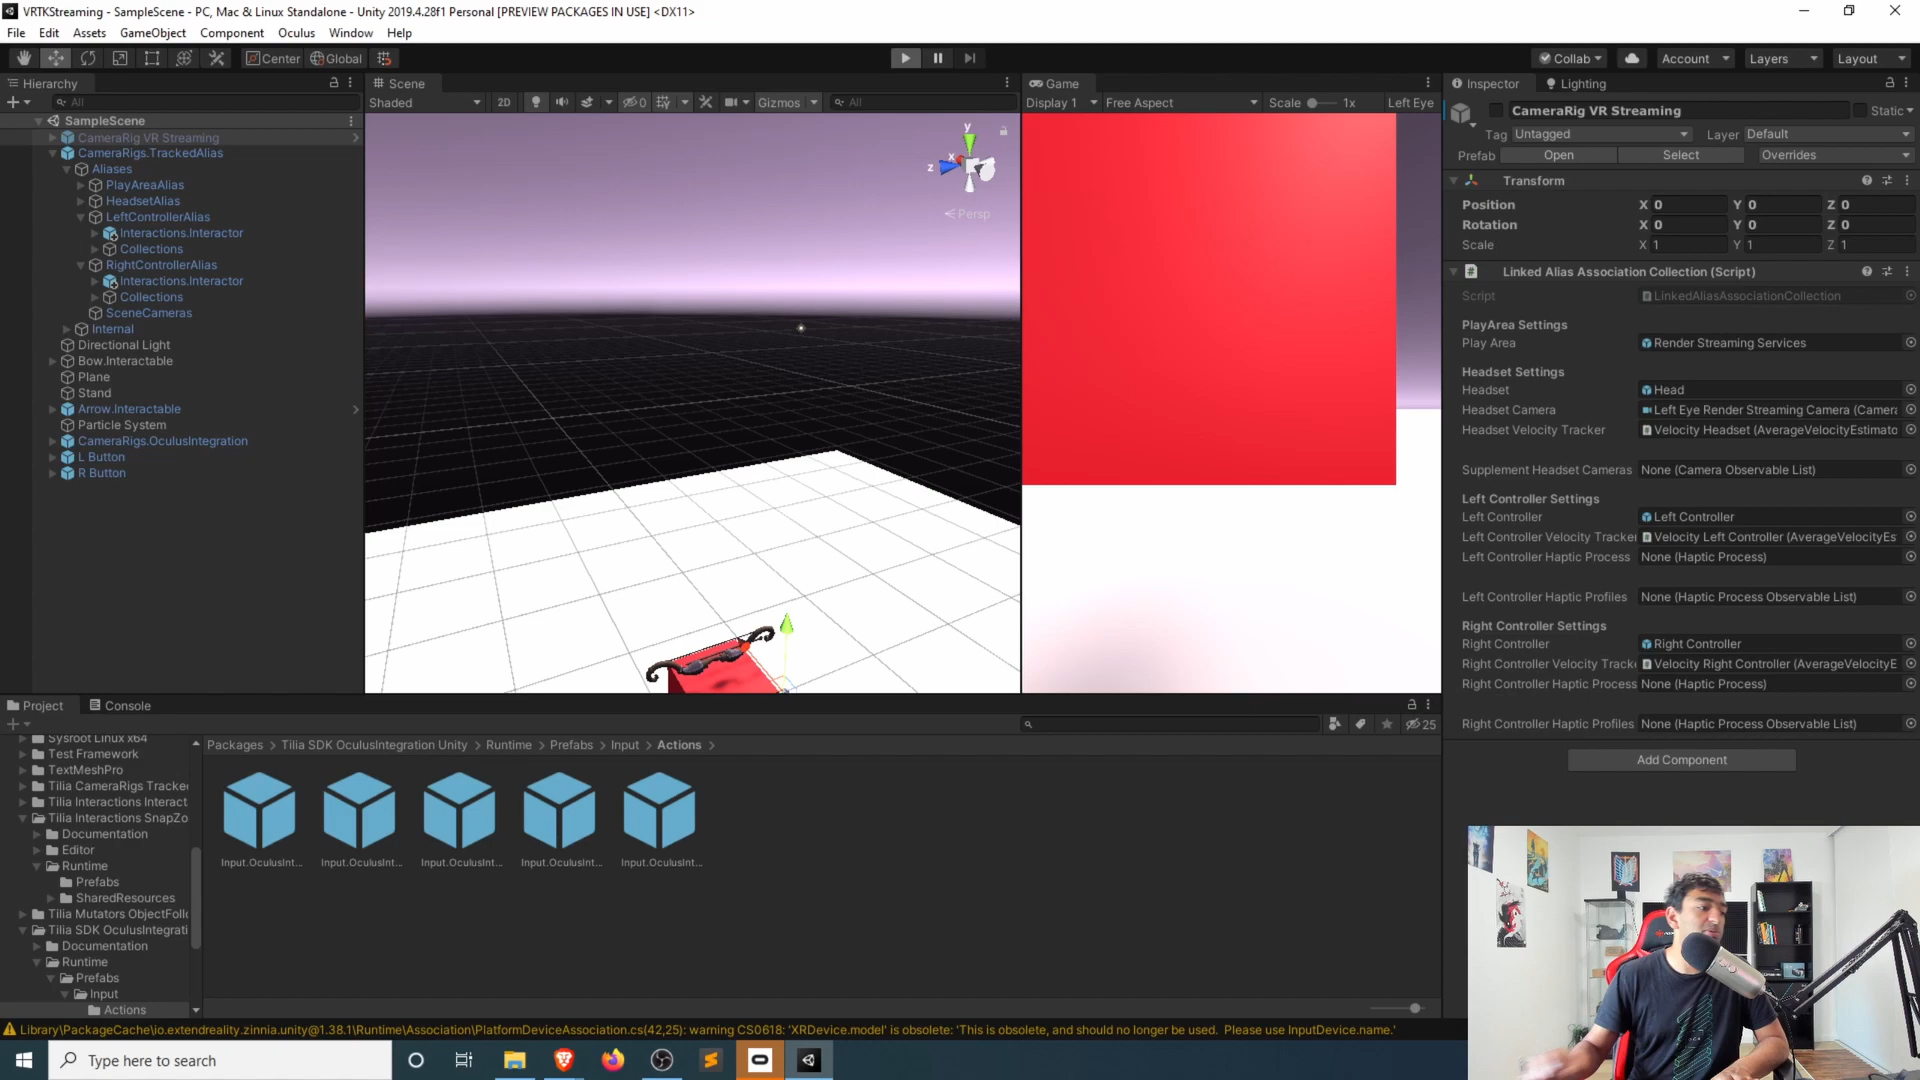 VRTKStreaming - SampleScene - PC, Mac & Linux Standalone - Unity 2019.4.28f1 Personal [PREVIEW PACKAGES IN USE] <DX11>
File Edit Assets GameObject Component Oculus Window Help
Center Global Collab Account Layers Layout
Hierarchy
All
SampleScene
CameraRig VR Streaming
CameraRigs.TrackedAlias
Aliases
PlayAreaAlias
HeadsetAlias
LeftControllerAlias
Interactions.Interactor
Collections
RightControllerAlias
Interactions.Interactor
Collections
SceneCameras
Internal
Directional Light
Bow.Interactable
Plane
Stand
Arrow.Interactable
Particle System
CameraRigs.OculusIntegration
L Button
R Button
Scene
Shaded 2D 0 Gizmos All
y
x
z
Persp
Game
Display 1 Free Aspect Scale 1x Left Eye
Inspector Lighting
CameraRig VR Streaming Static
Tag Untagged Layer Default
Prefab Open Select Overrides
Transform
Position X 0 Y 0 Z 0
Rotation X 0 Y 0 Z 0
Scale X 1 Y 1 Z 1
Linked Alias Association Collection (Script)
Script LinkedAliasAssociationCollection
PlayArea Settings
Play Area Render Streaming Services
Headset Settings
Headset Head
Headset Camera Left Eye Render Streaming Camera (Camera
Headset Velocity Tracker Velocity Headset (AverageVelocityEstimato
Supplement Headset Cameras None (Camera Observable List)
Left Controller Settings
Left Controller Left Controller
Left Controller Velocity Tracke Velocity Left Controller (AverageVelocityEs
Left Controller Haptic Process None (Haptic Process)
Left Controller Haptic Profiles None (Haptic Process Observable List)
Right Controller Settings
Right Controller Right Controller
Right Controller Velocity Track Velocity Right Controller (AverageVelocityE
Right Controller Haptic Process None (Haptic Process)
Right Controller Haptic Profiles None (Haptic Process Observable List)
Add Component
Project Console
25
Sysroot Linux x64
Test Framework
TextMeshPro
Tilia CameraRigs Tracke
Tilia Interactions Interact
Tilia Interactions SnapZo
Documentation
Editor
Runtime
Prefabs
SharedResources
Tilia Mutators ObjectFoll
Tilia SDK OculusIntegrati
Documentation
Runtime
Prefabs
Input
Actions
Packages > Tilia SDK OculusIntegration Unity > Runtime > Prefabs > Input > Actions >
Input.OculusInt... Input.OculusInt... Input.OculusInt... Input.OculusInt... Input.OculusInt...
Library\PackageCache\io.extendreality.zinnia.unity@1.38.1\Runtime\Association\PlatformDeviceAssociation.cs(42,25): warning CS0618: 'XRDevice.model' is obsolete: 'This is obsolete, and should no longer be used. Please use InputDevice.name.'
Type here to search